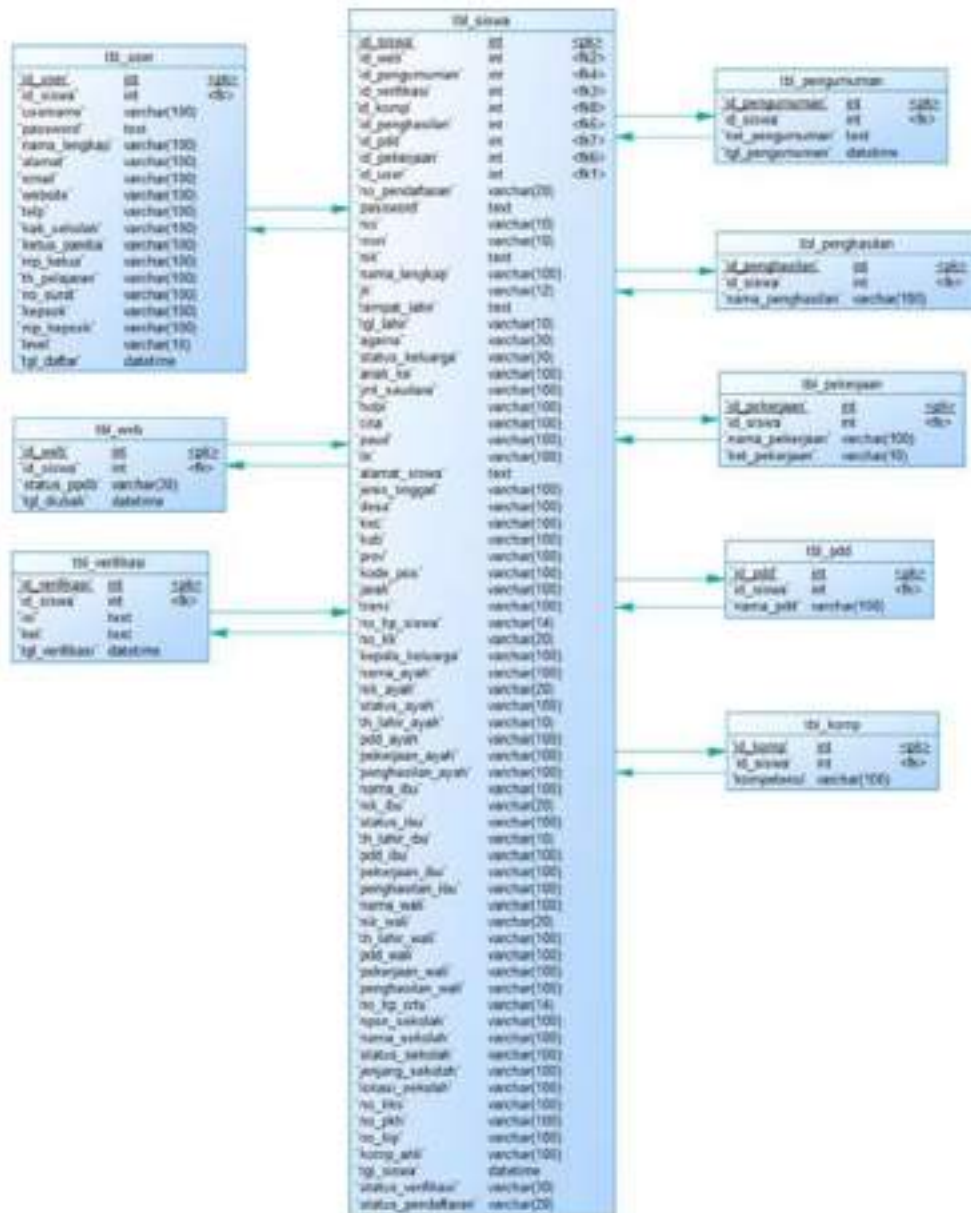 tbl_user
'id_user' int <pk>
'id_siswa' int <fk>
'username' varchar(100)
'password' text
'nama_lengkap' varchar(100)
'alamat' varchar(100)
'email' varchar(100)
'website' varchar(100)
'telp' varchar(100)
'kab_sekolah' varchar(100)
'ketua_panitia' varchar(100)
'nip_ketua' varchar(100)
'th_pelajaran' varchar(100)
'no_surat' varchar(100)
'kepsek' varchar(100)
'nip_kepsek' varchar(100)
'level' varchar(10)
'tgl_daftar' datetime
tbl_web
'id_web' int <pk>
'id_siswa' int <fk>
'status_ppdb' varchar(20)
'tgl_diubah' datetime
tbl_verifikasi
'id_verifikasi' int <pk>
'id_siswa' int <fk>
text
'ket' text
'tgl_verifikasi' datetime
tbl_siswa
'id_siswa' int <pk>
'id_web' int <fk2>
'id_pengumuman' int <fk4>
'id_verifikasi' int <fk3>
'id_komp' int <fk8>
'id_penghasilan' int <fk5>
'id_pdd' int <fk7>
'id_pekerjaan' int <fk6>
'id_user' int <fk1>
'no_pendaftaran' varchar(20)
'password' text
'nis' varchar(10)
'nisn' varchar(10)
'nik' text
'nama_lengkap' varchar(100)
'jk' varchar(12)
'tempat_lahir' text
'tgl_lahir' varchar(10)
'agama' varchar(30)
'status_keluarga' varchar(30)
'anak_ke' varchar(100)
'jml_saudara' varchar(100)
'hobi' varchar(100)
'cita' varchar(100)
'paud' varchar(100)
'tk' varchar(100)
'alamat_siswa' text
'jenis_tinggal' varchar(100)
'desa' varchar(100)
'kec' varchar(100)
'kab' varchar(100)
'prov' varchar(100)
'kode_pos' varchar(100)
'jarak' varchar(100)
'trans' varchar(100)
'no_hp_siswa' varchar(14)
'no_kk' varchar(20)
'kepala_keluarga' varchar(100)
'nama_ayah' varchar(100)
'nik_ayah' varchar(20)
'status_ayah' varchar(100)
'th_lahir_ayah' varchar(10)
'pdd_ayah' varchar(100)
'pekerjaan_ayah' varchar(100)
'penghasilan_ayah' varchar(100)
'nama_ibu' varchar(100)
'nik_ibu' varchar(20)
'status_ibu' varchar(100)
'th_lahir_ibu' varchar(10)
'pdd_ibu' varchar(100)
'pekerjaan_ibu' varchar(100)
'penghasilan_ibu' varchar(100)
'nama_wali' varchar(100)
'nik_wali' varchar(20)
'th_lahir_wali' varchar(100)
'pdd_wali' varchar(100)
'pekerjaan_wali' varchar(100)
'penghasilan_wali' varchar(100)
'no_hp_ortu' varchar(14)
'npsn_sekolah' varchar(100)
'nama_sekolah' varchar(100)
'status_sekolah' varchar(100)
'jenjang_sekolah' varchar(100)
'lokasi_sekolah' varchar(100)
'no_kks' varchar(100)
'no_pkh' varchar(100)
'no_kip' varchar(100)
'komp_ahli' varchar(100)
'tgl_siswa' datetime
'status_verifikasi' varchar(10)
'status_pendaftaran' varchar(20)
tbl_pengumuman
'id_pengumuman' int <pk>
'id_siswa' int <fk>
'ket_pengumuman' text
'tgl_pengumuman' datetime
tbl_penghasilan
'id_penghasilan' int <pk>
'id_siswa' int <fk>
'nama_penghasilan' varchar(100)
tbl_pekerjaan
'id_pekerjaan' int <pk>
'id_siswa' int <fk>
'nama_pekerjaan' varchar(100)
'ket_pekerjaan' varchar(10)
tbl_pdd
'id_pdd' int <pk>
'id_siswa' int <fk>
'nama_pdd' varchar(100)
tbl_komp
'id_komp' int <pk>
'id_siswa' int <fk>
'kompetensi' varchar(100)